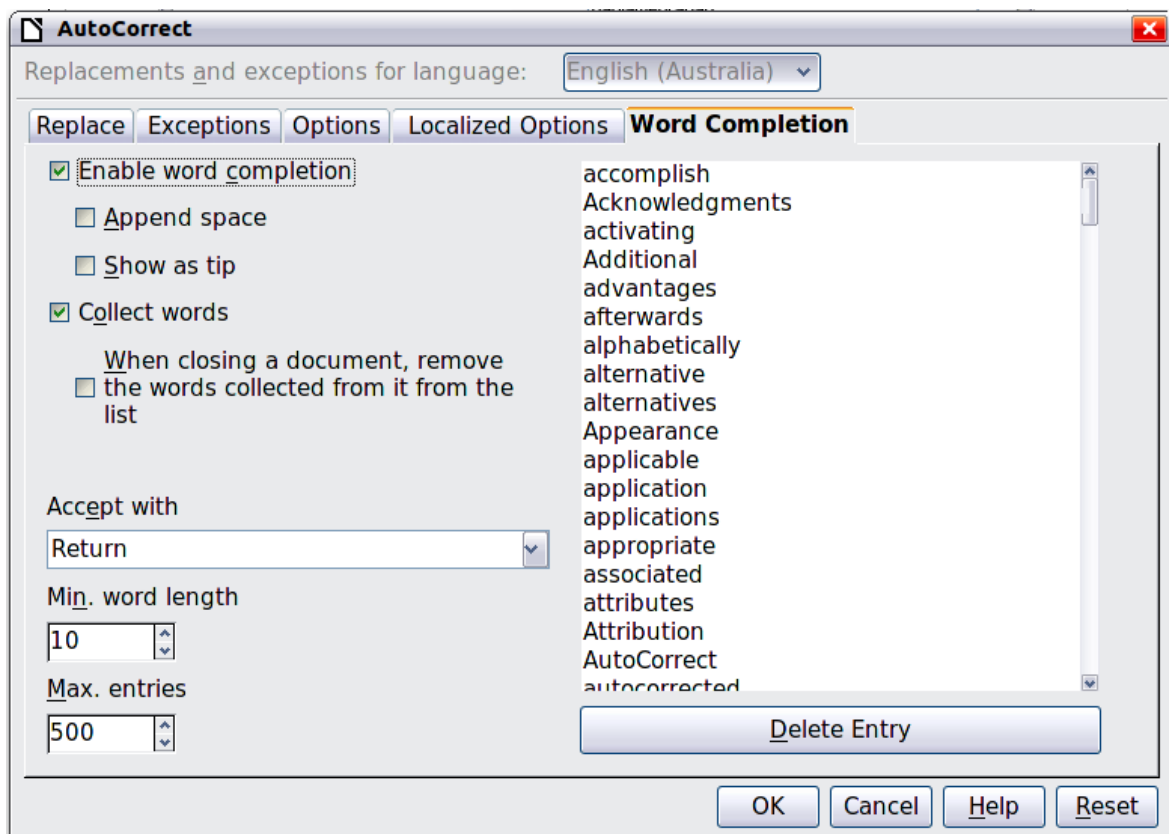 AutoCorrect
Replacements and exceptions for language: English (Australia)
Replace Exceptions Options Localized Options Word Completion
Enable word completion
Append space
Show as tip
Collect words
When closing a document, remove
the words collected from it from the
list
Accept with
Return
Min. word length
10
Max. entries
500
accomplish
Acknowledgments
activating
Additional
advantages
afterwards
alphabetically
alternative
alternatives
Appearance
applicable
application
applications
appropriate
associated
attributes
Attribution
AutoCorrect
autocorrected
Delete Entry
OK Cancel Help Reset